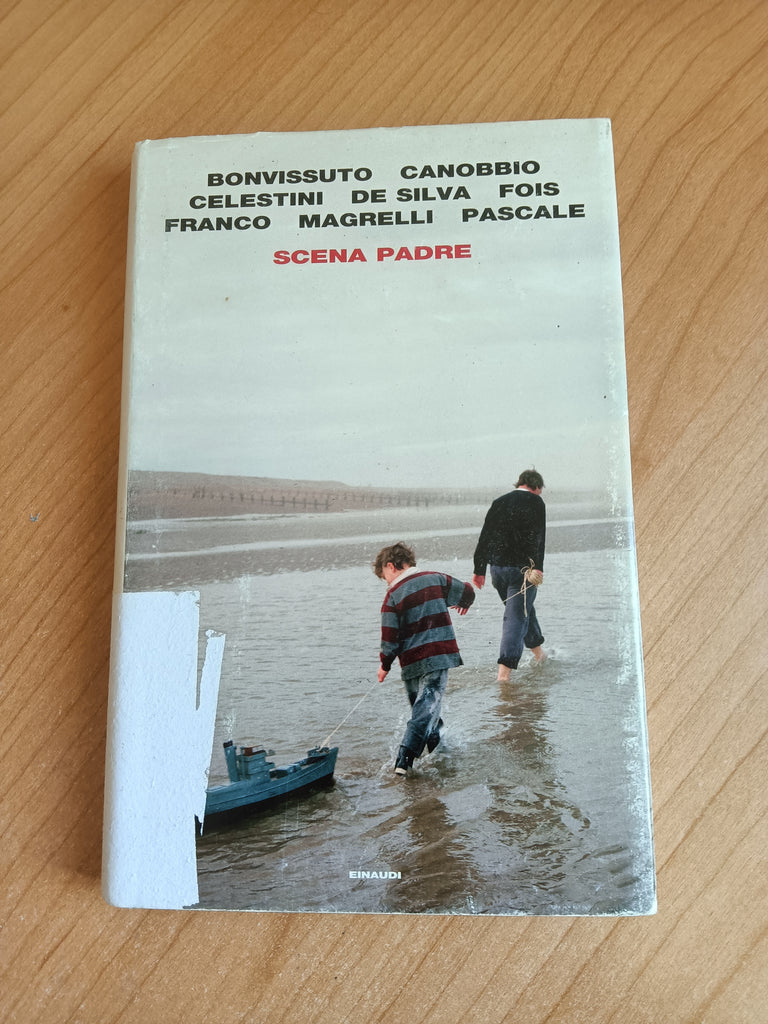 BONVISSUTO CANOBBIO
CELESTINI DE SILVA FOIS
FRANCO MAGRELLI PASCALE
SCENA PADRE
EINAUDI